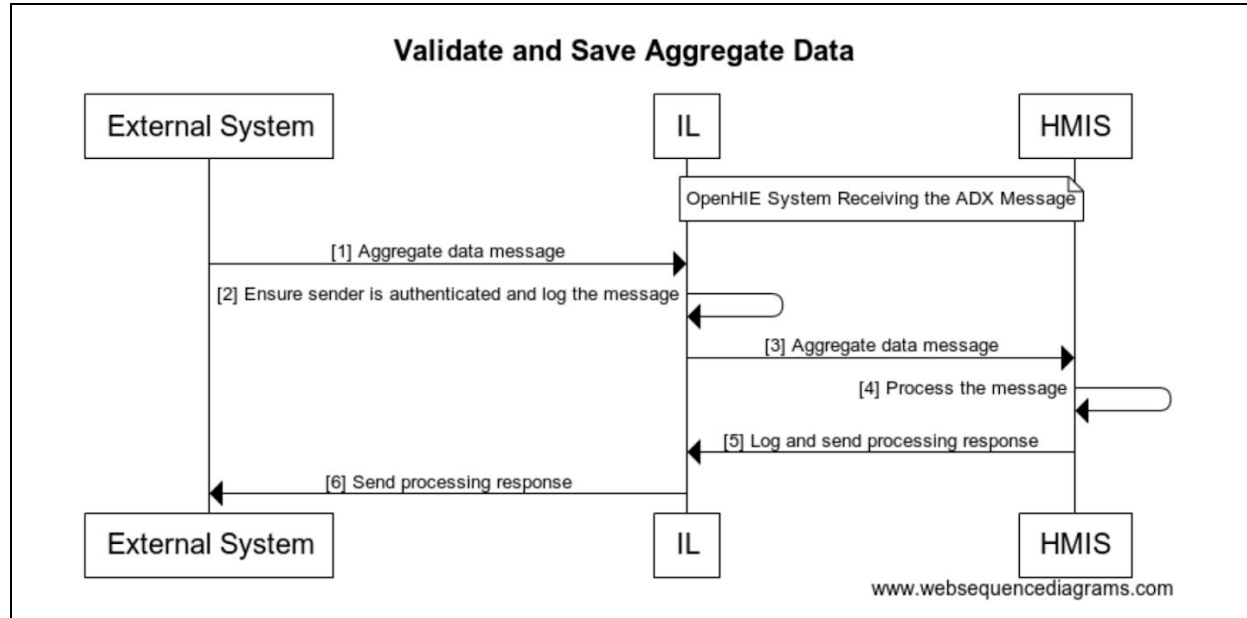 Validate and Save Aggregate Data
External System
IL
HMIS
OpenHIE System Receiving the ADX Message
[1] Aggregate data message
[2] Ensure sender is authenticated and log the message
[3] Aggregate data message
[4] Process the message
[5] Log and send processing response
[6] Send processing response
External System
IL
HMIS
www.websequencediagrams.com